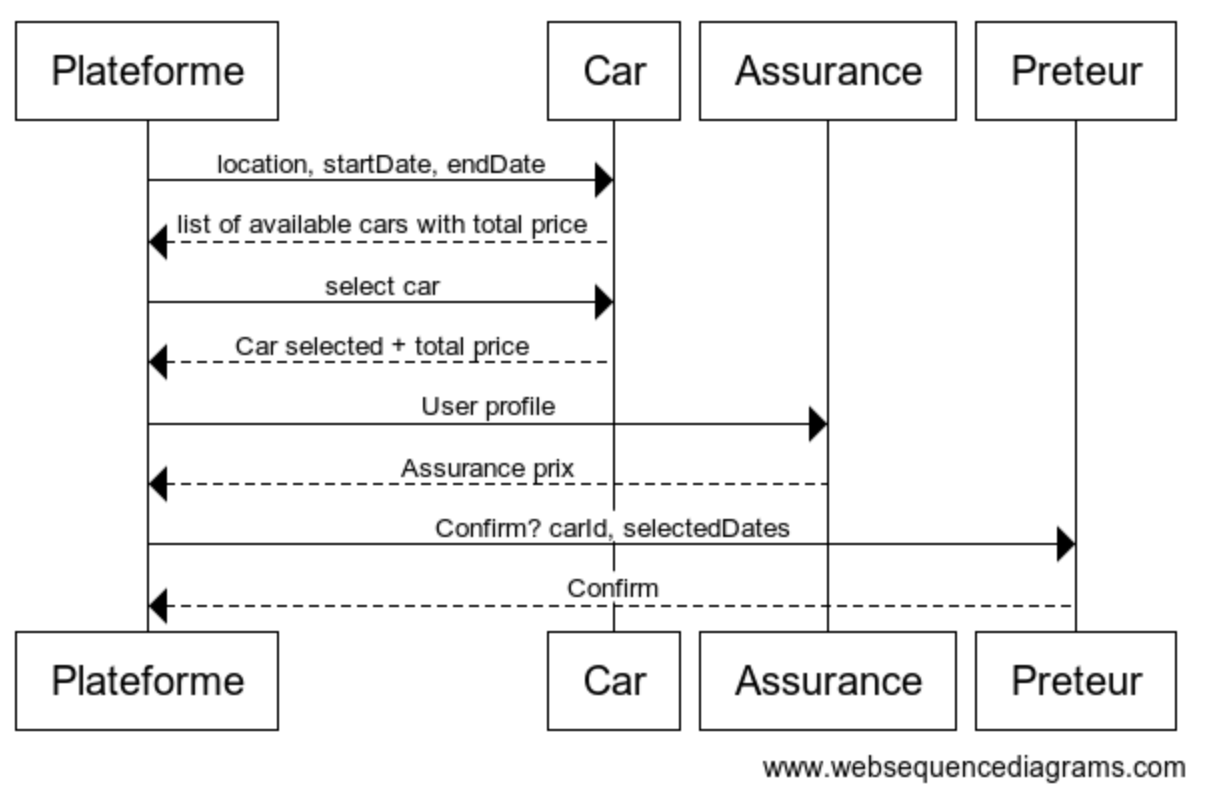 Plateforme
Car
Assurance
Preteur
location, startDate, endDate
list of available cars with total price
select car
Car selected + total price
User profile
Assurance prix
Confirm? carId, selectedDates
Confirm
Plateforme
Car
Assurance
Preteur
www.websequencediagrams.com